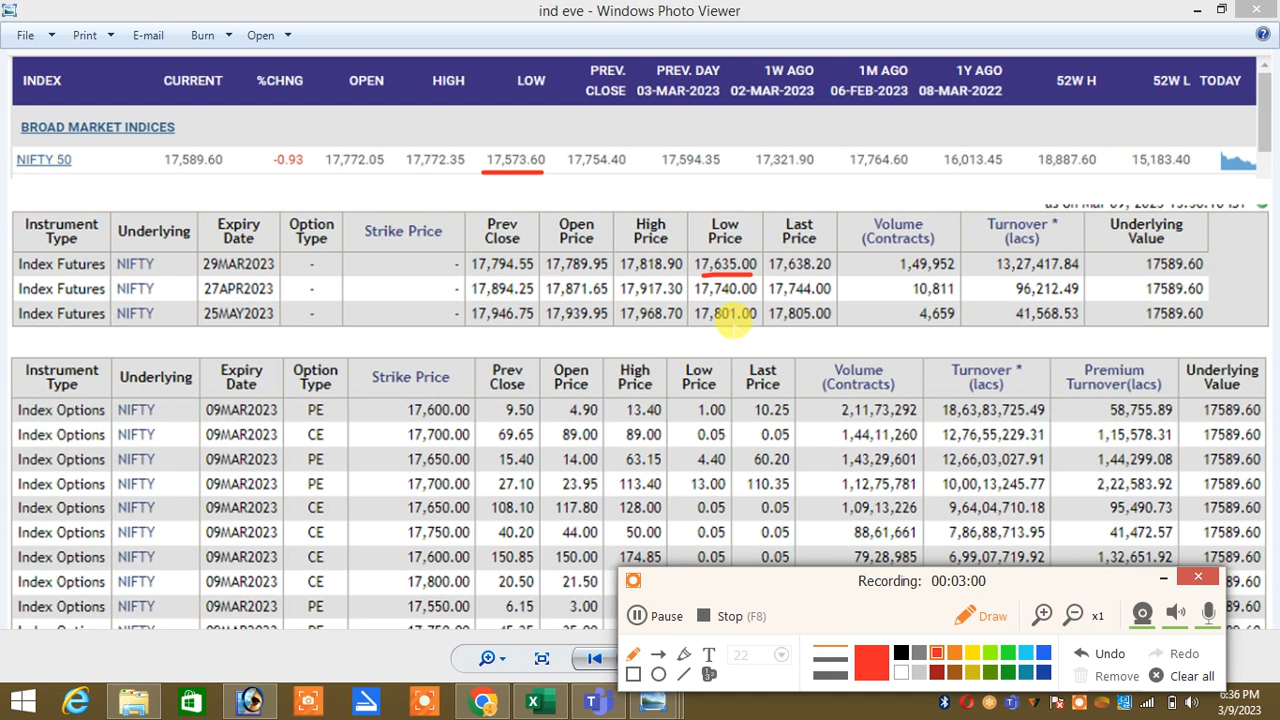 ind eve - Windows Photo Viewer
File Print E-mail Burn Open
INDEX CURRENT %CHNG OPEN HIGH LOW PREV. CLOSE PREV. DAY 03-MAR-2023 1W AGO 02-MAR-2023 1M AGO 06-FEB-2023 1Y AGO 08-MAR-2022 52W H 52W L TODAY
BROAD MARKET INDICES
NIFTY 50 17,589.60 -0.93 17,772.05 17,772.35 17,573.60 17,754.40 17,594.35 17,321.90 17,764.60 16,013.45 18,887.60 15,183.40
Instrument Type Underlying Expiry Date Option Type Strike Price Prev Close Open Price High Price Low Price Last Price Volume (Contracts) Turnover * (lacs) Underlying Value
Index Futures NIFTY 29MAR2023 - - 17,794.55 17,789.95 17,818.90 17,635.00 17,638.20 1,49,952 13,27,417.84 17589.60
Index Futures NIFTY 27APR2023 - - 17,894.25 17,871.65 17,917.30 17,740.00 17,744.00 10,811 96,212.49 17589.60
Index Futures NIFTY 25MAY2023 - - 17,946.75 17,939.95 17,968.70 17,801.00 17,805.00 4,659 41,568.53 17589.60
Instrument Type Underlying Expiry Date Option Type Strike Price Prev Close Open Price High Price Low Price Last Price Volume (Contracts) Turnover * (lacs) Premium Turnover(lacs) Underlying Value
Index Options NIFTY 09MAR2023 PE 17,600.00 9.50 4.90 13.40 1.00 10.25 2,11,73,292 18,63,83,725.49 58,755.89 17589.60
Index Options NIFTY 09MAR2023 CE 17,700.00 69.65 89.00 89.00 0.05 0.05 1,44,11,260 12,76,55,229.31 1,15,578.31 17589.60
Index Options NIFTY 09MAR2023 PE 17,650.00 15.40 14.00 63.15 4.40 60.20 1,43,29,601 12,66,03,027.91 1,44,299.08 17589.60
Index Options NIFTY 09MAR2023 PE 17,700.00 27.10 23.95 113.40 13.00 110.35 1,12,75,781 10,00,13,245.77 2,22,583.92 17589.60
Index Options NIFTY 09MAR2023 CE 17,650.00 108.10 117.80 128.00 0.05 0.05 1,09,13,226 9,64,04,710.18 95,490.73 17589.60
Index Options NIFTY 09MAR2023 CE 17,750.00 40.20 44.00 50.00 0.05 0.05 88,61,661 7,86,88,713.95 41,472.57 17589.60
Index Options NIFTY 09MAR2023 CE 17,600.00 150.85 150.00 174.85 0.05 0.05 79,28,985 6,99,07,719.92 1,32,651.92 17589.60
Index Options NIFTY 09MAR2023 CE 17,800.00 20.50 21.50
Index Options NIFTY 09MAR2023 PE 17,550.00 6.15 3.00
Recording: 00:03:00
Pause Stop (F8) Draw x1
T 22 Undo Redo
Remove Clear all
6:36 PM
3/9/2023